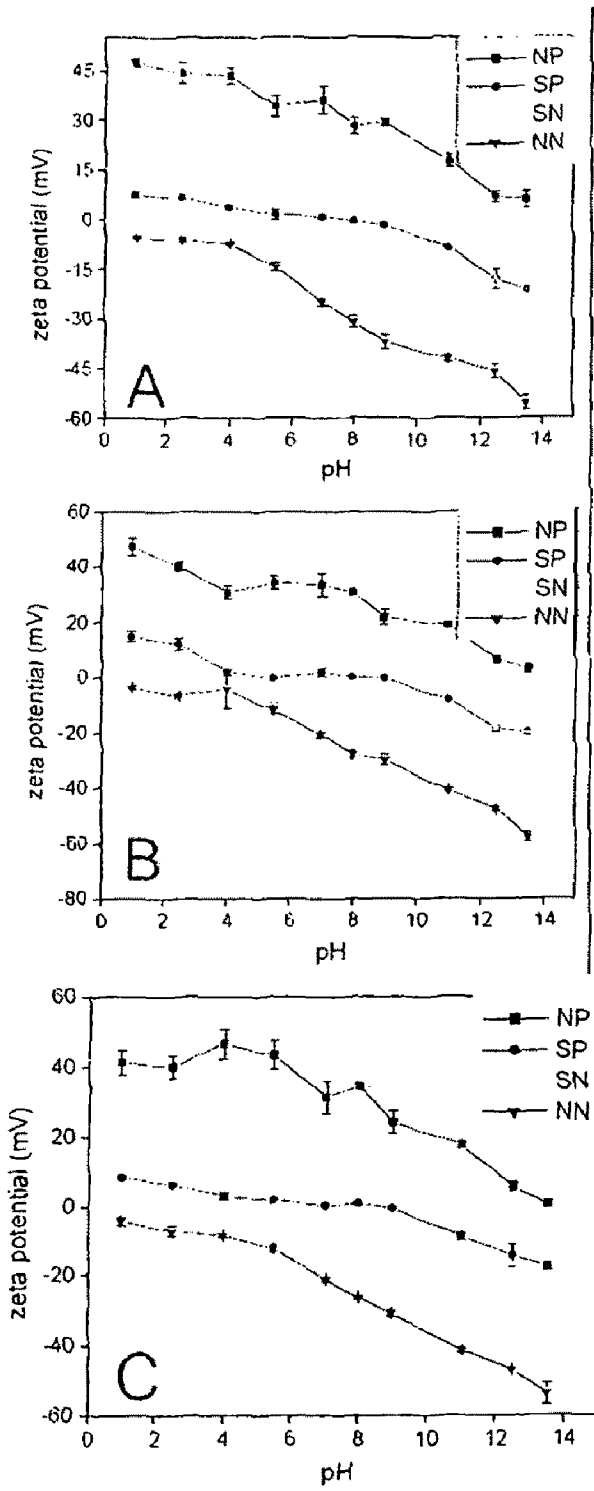 45
30
15
0
-15
-30
-45
-60
zeta potential (mV)
NP
SP
SN
NN
A
0 2 4 6 8 10 12 14
pH
60
40
20
0
-20
-40
-60
-80
zeta potential (mV)
NP
SP
SN
NN
B
0 2 4 6 8 10 12 14
pH
60
40
20
0
-20
-40
-60
zeta potential (mV)
NP
SP
SN
NN
C
0 2 4 6 8 10 12 14
pH